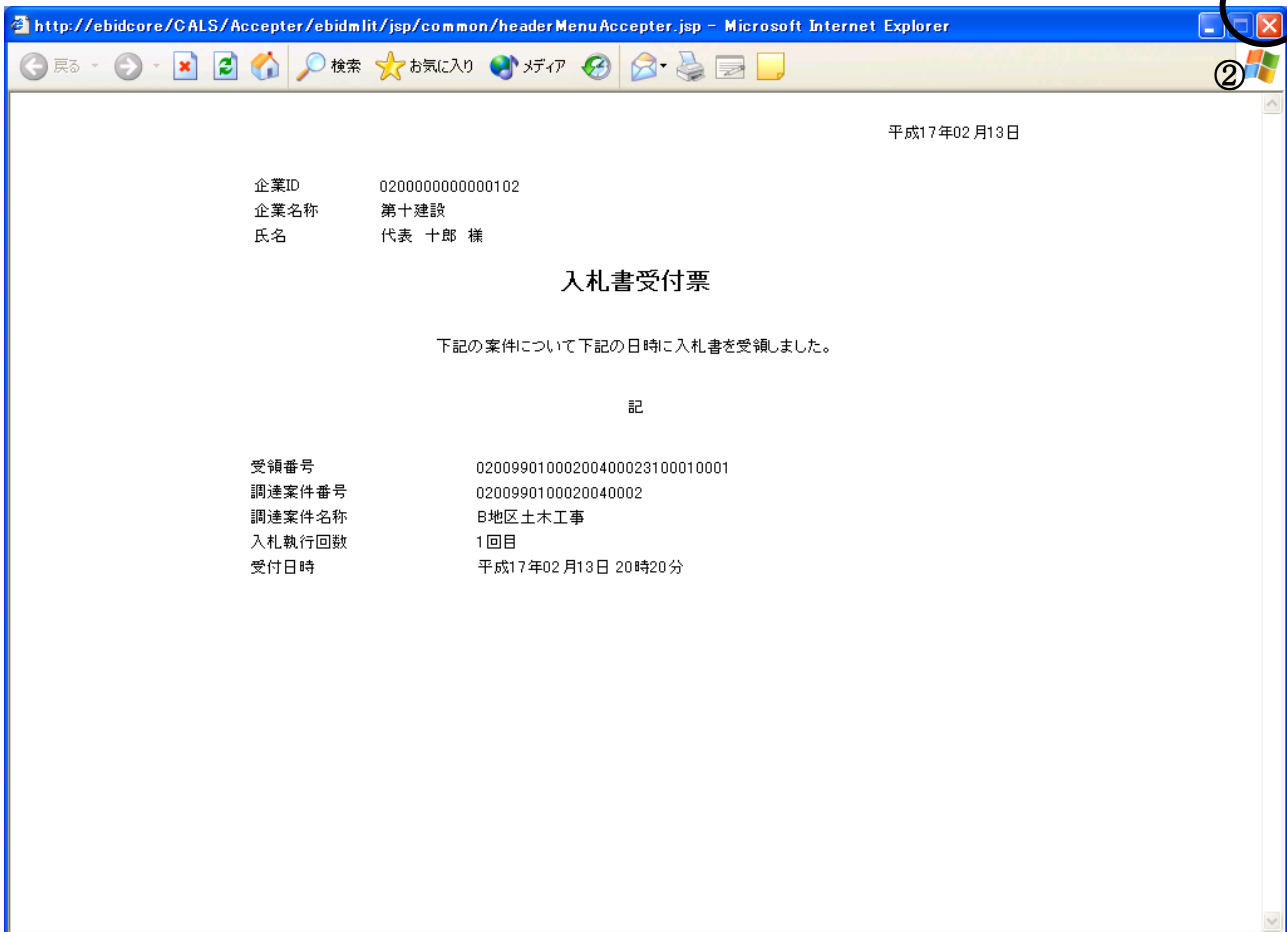 http://ebidcore/CALS/Accepter/ebidmlit/jsp/common/headerMenuAccepter.jsp - Microsoft Internet Explorer
戻る 検索 お気に入り メディア
②
平成17年02月13日
企業ID 0200000000000102
企業名称 第十建設
氏名 代表 十郎 様
入札書受付票
下記の案件について下記の日時に入札書を受領しました。
記
受領番号 02009901000200400023100010001
調達案件番号 0200990100020040002
調達案件名称 B地区土木工事
入札執行回数 1回目
受付日時 平成17年02月13日 20時20分